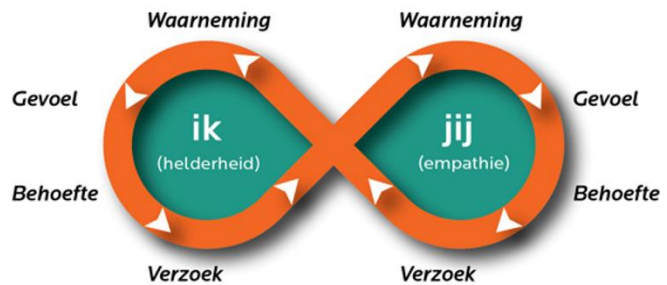 Waarneming Waarneming
Gevoel Gevoel
ik jij
(helderheid) (empathie)
Behoefte Behoefte
Verzoek Verzoek